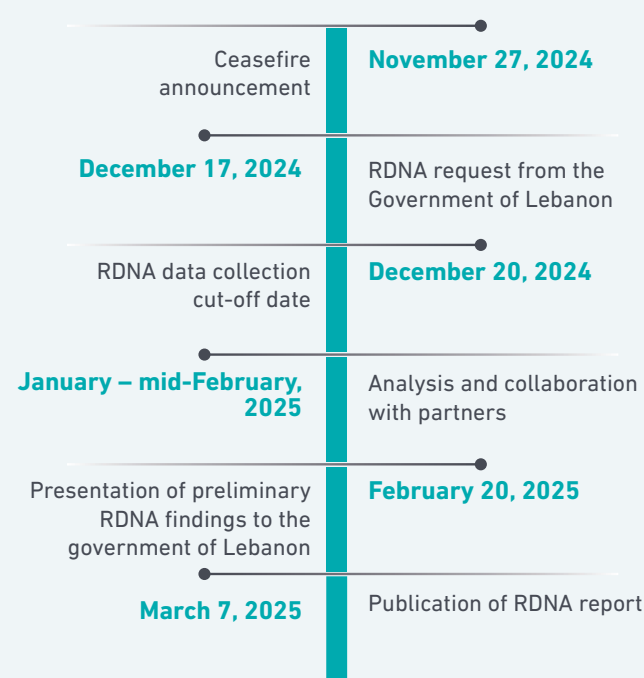 Ceasefire
announcement
November 27, 2024
December 17, 2024
RDNA request from the
Government of Lebanon
RDNA data collection
cut-off date
December 20, 2024
January – mid-February,
2025
Analysis and collaboration
with partners
Presentation of preliminary
RDNA findings to the
government of Lebanon
February 20, 2025
March 7, 2025
Publication of RDNA report